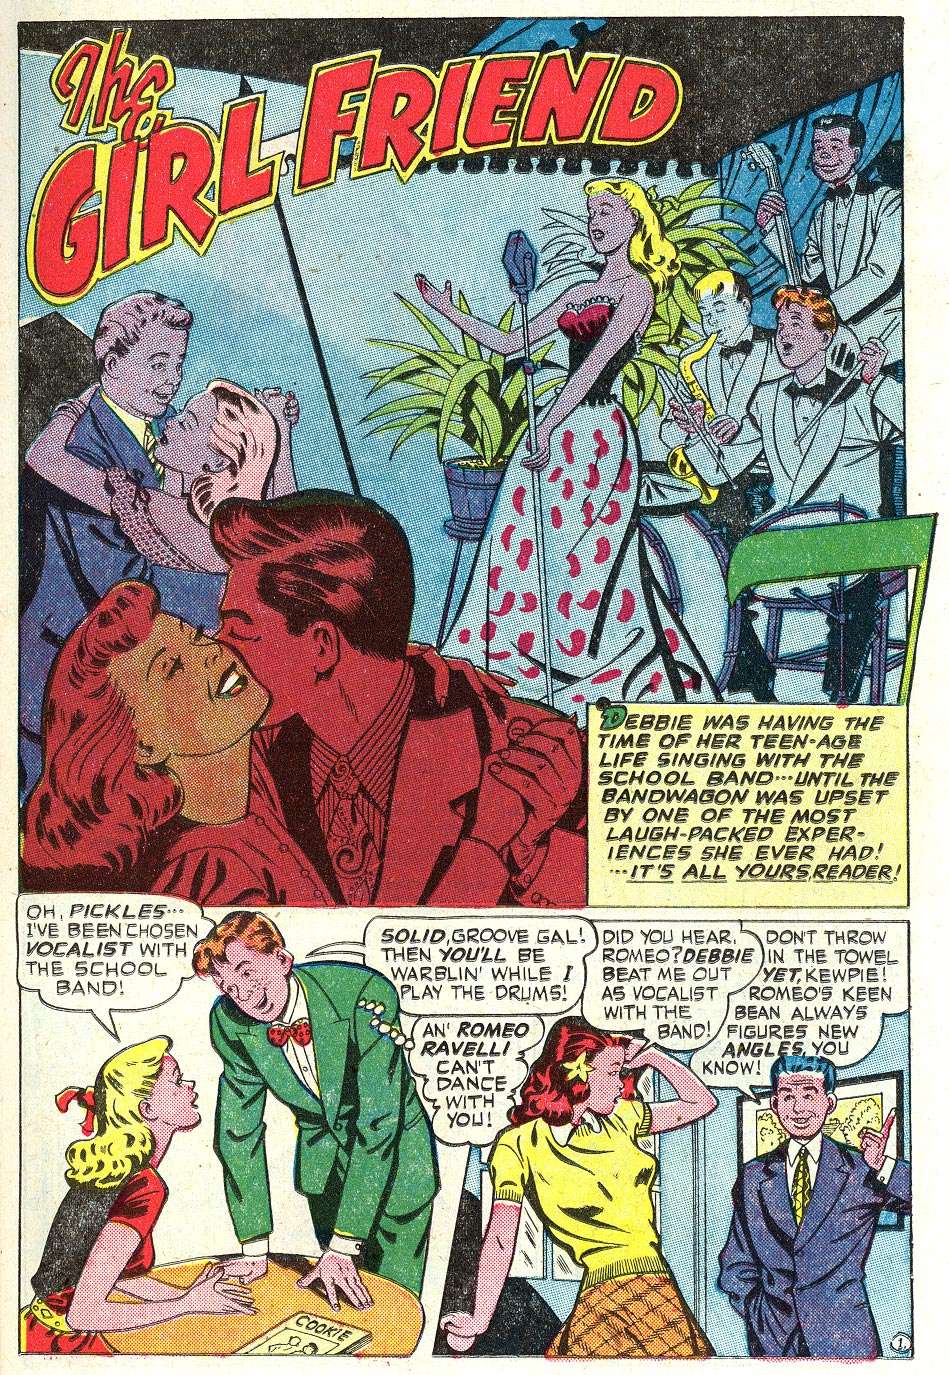 The
GIRL FRIEND
DEBBIE WAS HAVING THE
TIME OF HER TEEN-AGE
LIFE SINGING WITH THE
SCHOOL BAND...UNTIL THE
BANDWAGON WAS UPSET
BY ONE OF THE MOST
LAUGH-PACKED EXPER-
IENCES SHE EVER HAD!
...IT'S ALL YOURS, READER!
OH, PICKLES...
I'VE BEEN CHOSEN
VOCALIST WITH
THE SCHOOL
BAND!
SOLID, GROOVE GAL!
THEN YOU'LL BE
WARBLIN' WHILE I
PLAY THE DRUMS!
AN' ROMEO
RAVELLI
CAN'T
DANCE
WITH
YOU!
COOKIE
DID YOU HEAR,
ROMEO? DEBBIE
BEAT ME OUT
AS VOCALIST
WITH THE
BAND!
DON'T THROW
IN THE TOWEL
YET, KEWPIE!
ROMEO'S KEEN
BEAN ALWAYS
FIGURES NEW
ANGLES, YOU
KNOW!
1.